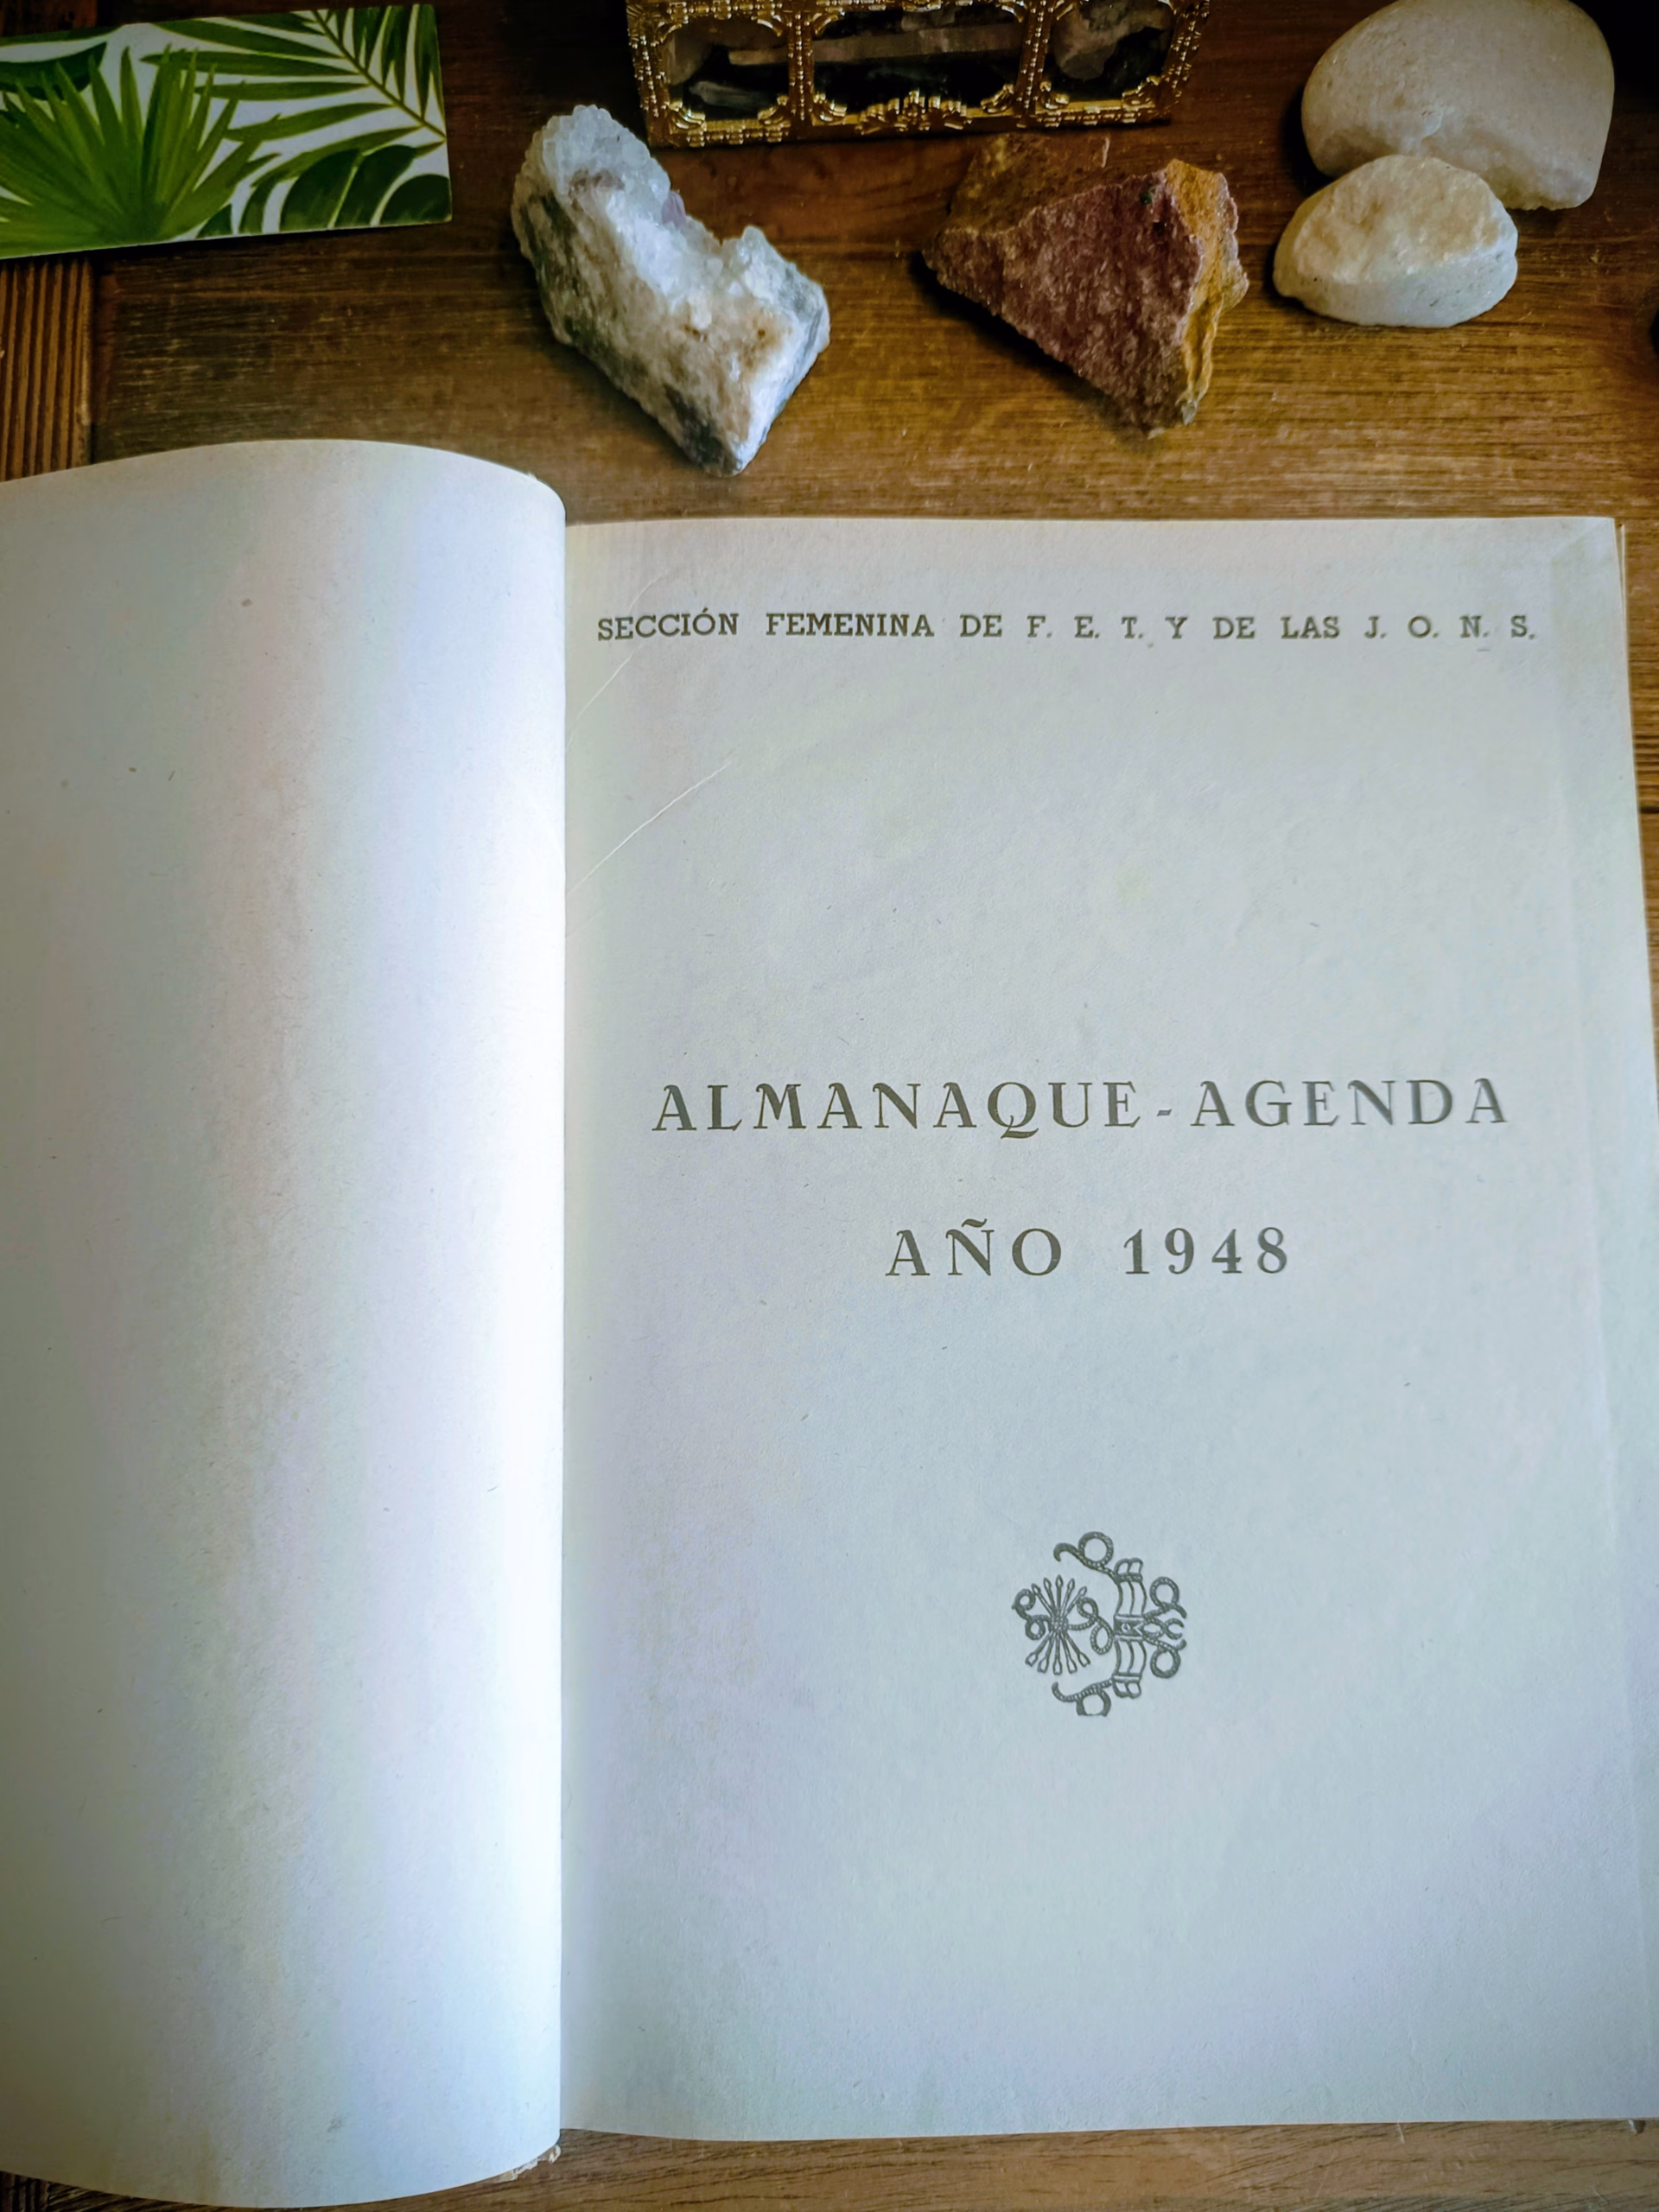 SECCIÓN FEMENINA DE F. E. T. Y DE LAS J. O. N. S.
ALMANAQUE-AGENDA
AÑO 1948